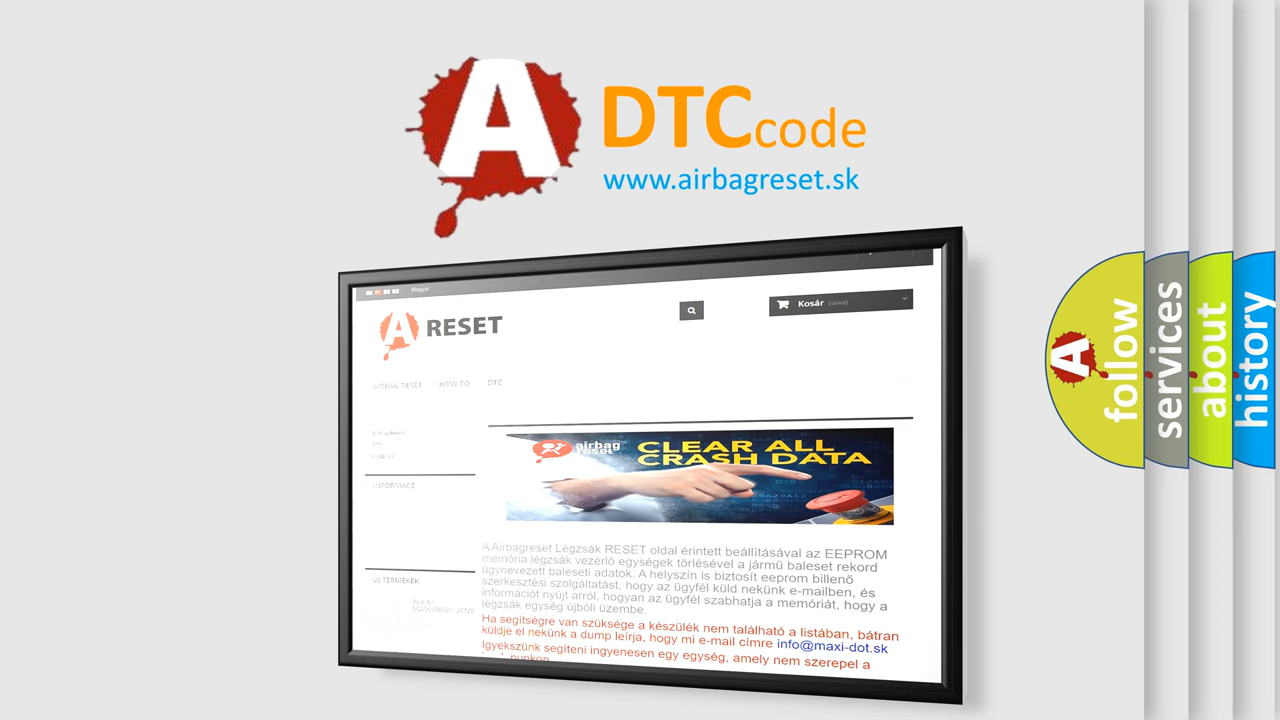 A DTC code
www.airbagreset.sk
Magyar
A RESET
Kosár (üres)
AIRBAG RESET HOW TO DTC
INFORMACE
airbag
reset
CLEAR ALL
CRASH DATA
A Airbagreset Légzsák RESET oldal érintett beállításával az EEPROM
memória légzsák vezérlő egységek törlésével a jármű baleset rekord
úgynevezett baleseti adatok. A helyszín is biztosít eeprom billenő
szerkesztési szolgáltatást, hogy az ügyfél küld nekünk e-mailben, és
információt nyújt arról, hogyan az ügyfél szabhatja a memóriát, hogy a
légzsák egység újbóli üzembe.
Ha segítségre van szüksége a készülék nem található a listában, bátran
küldje el nekünk a dump leírja, hogy mi e-mail címre info@maxi-dot.sk
Igyekszünk segíteni ingyenesen egy egység, amely nem szerepel a
ÚJ TERMÉKEK
A follow
services
about
history